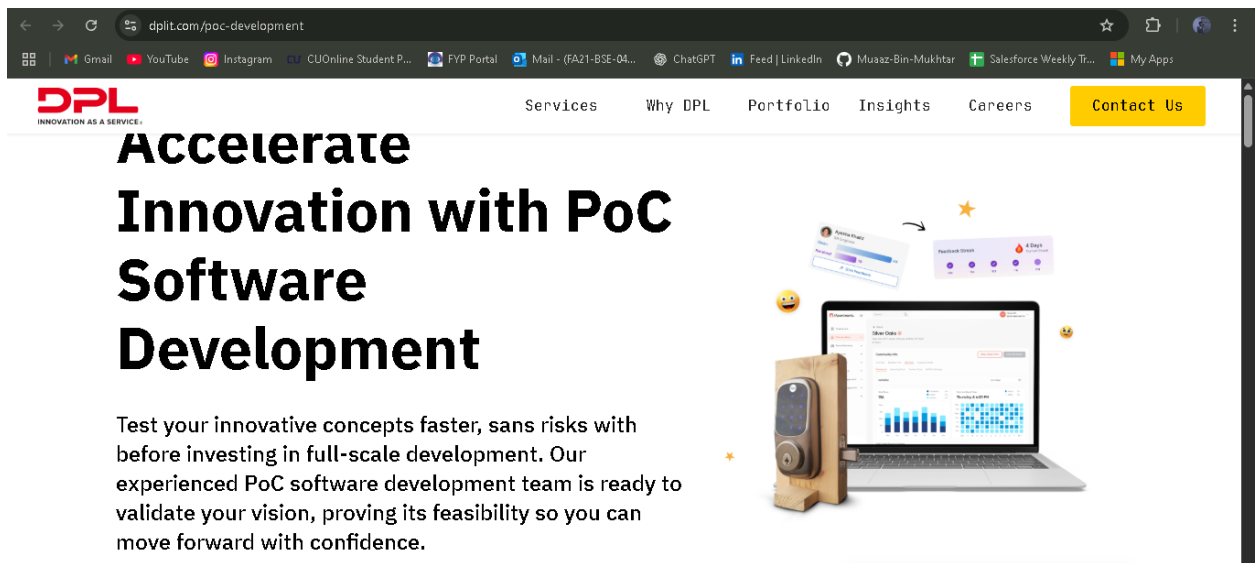 dplit.com/poc-development
Gmail YouTube Instagram CUOnline Student P... FYP Portal Mail - (FA21-BSE-04... ChatGPT Feed | LinkedIn Muaaz-Bin-Mukhtar Salesforce Weekly Tr... My Apps
DPL
INNOVATION AS A SERVICE.
Services Why DPL Portfolio Insights Careers Contact Us
Accelerate
Innovation with PoC
Software
Development
Test your innovative concepts faster, sans risks with
before investing in full-scale development. Our
experienced PoC software development team is ready to
validate your vision, proving its feasibility so you can
move forward with confidence.
4 Days
Silver Oaks